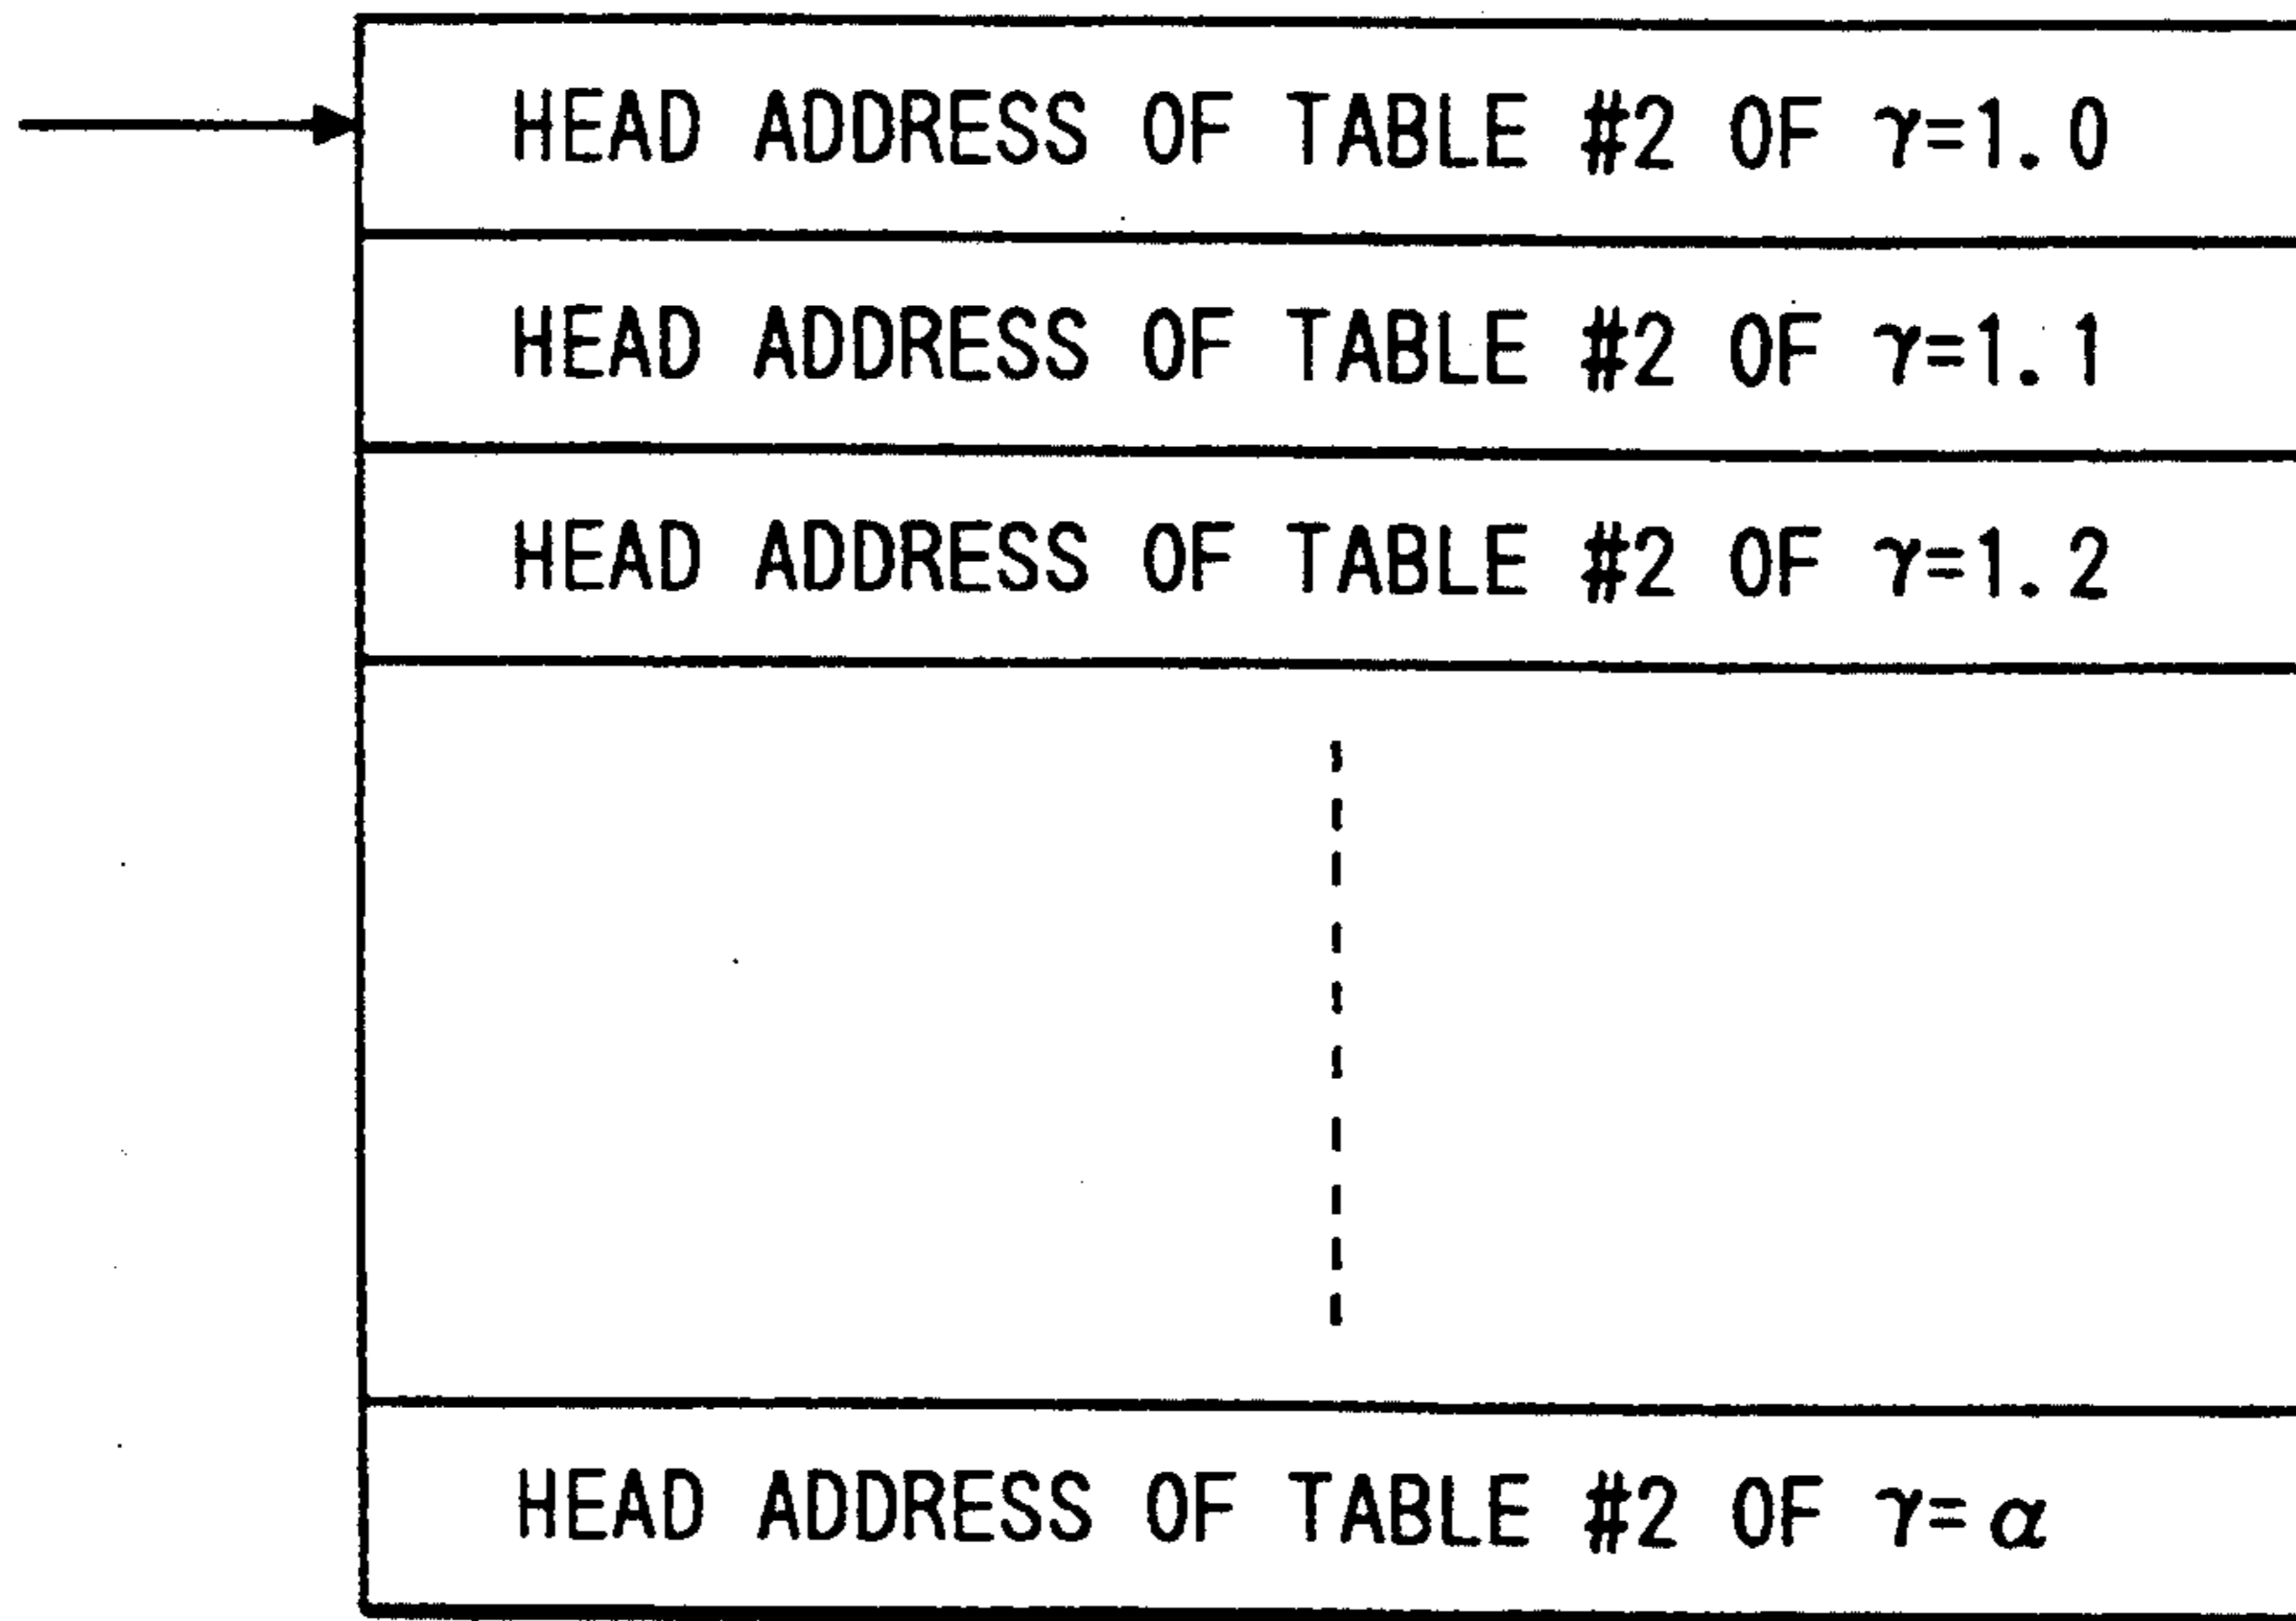 HEAD ADDRESS OF TABLE #2 OF γ=1.0
HEAD ADDRESS OF TABLE #2 OF γ=1.1
HEAD ADDRESS OF TABLE #2 OF γ=1.2
HEAD ADDRESS OF TABLE #2 OF γ=α